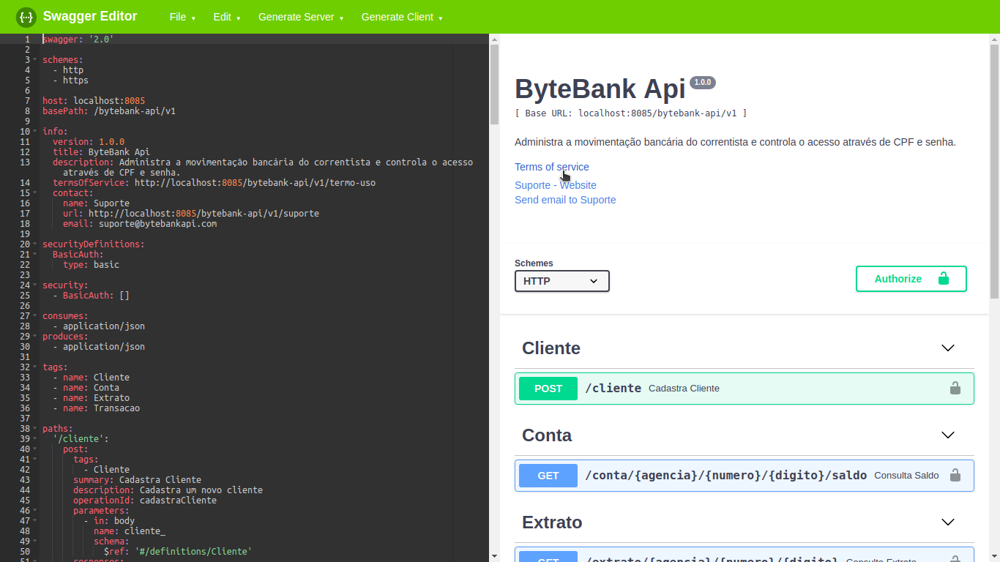 Swagger Editor
File
Edit
Generate Server
Generate Client
1 swagger: '2.0'
2
3 schemes:
4 - http
5 - https
6
7 host: localhost:8085
8 basePath: /bytebank-api/v1
9
10 info:
11 version: 1.0.0
12 title: ByteBank Api
13 description: Administra a movimentação bancária do correntista e controla o acesso
através de CPF e senha.
14 termsOfService: http://localhost:8085/bytebank-api/v1/termo-uso
15 contact:
16 name: Suporte
17 url: http://localhost:8085/bytebank-api/v1/suporte
18 email: suporte@bytebankapi.com
19
20 securityDefinitions:
21 BasicAuth:
22 type: basic
23
24 security:
25 - BasicAuth: []
26
27 consumes:
28 - application/json
29 produces:
30 - application/json
31
32 tags:
33 - name: Cliente
34 - name: Conta
35 - name: Extrato
36 - name: Transacao
37
38 paths:
39 '/cliente':
40 post:
41 tags:
42 - Cliente
43 summary: Cadastra Cliente
44 description: Cadastra um novo cliente
45 operationId: cadastraCliente
46 parameters:
47 - in: body
48 name: cliente_
49 schema:
50 $ref: '#/definitions/Cliente'
51 responses:
ByteBank Api 1.0.0
[ Base URL: localhost:8085/bytebank-api/v1 ]
Administra a movimentação bancária do correntista e controla o acesso através de CPF e senha.
Terms of service
Suporte - Website
Send email to Suporte
Schemes
HTTP
Authorize
Cliente
POST /cliente Cadastra Cliente
Conta
GET /conta/{agencia}/{numero}/{digito}/saldo Consulta Saldo
Extrato
GET /extrato/{agencia}/{numero}/{digito} Consulta Extrato